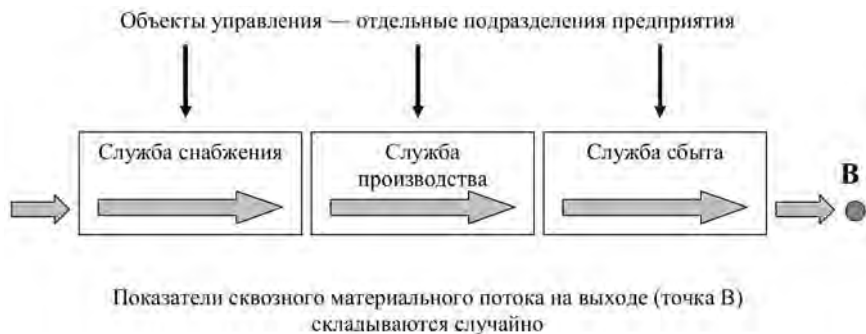 Объекты управления — отдельные подразделения предприятия
Служба снабжения
Служба
производства
Служба сбыта
В
Показатели сквозного материального потока на выходе (точка В)
складываются случайно